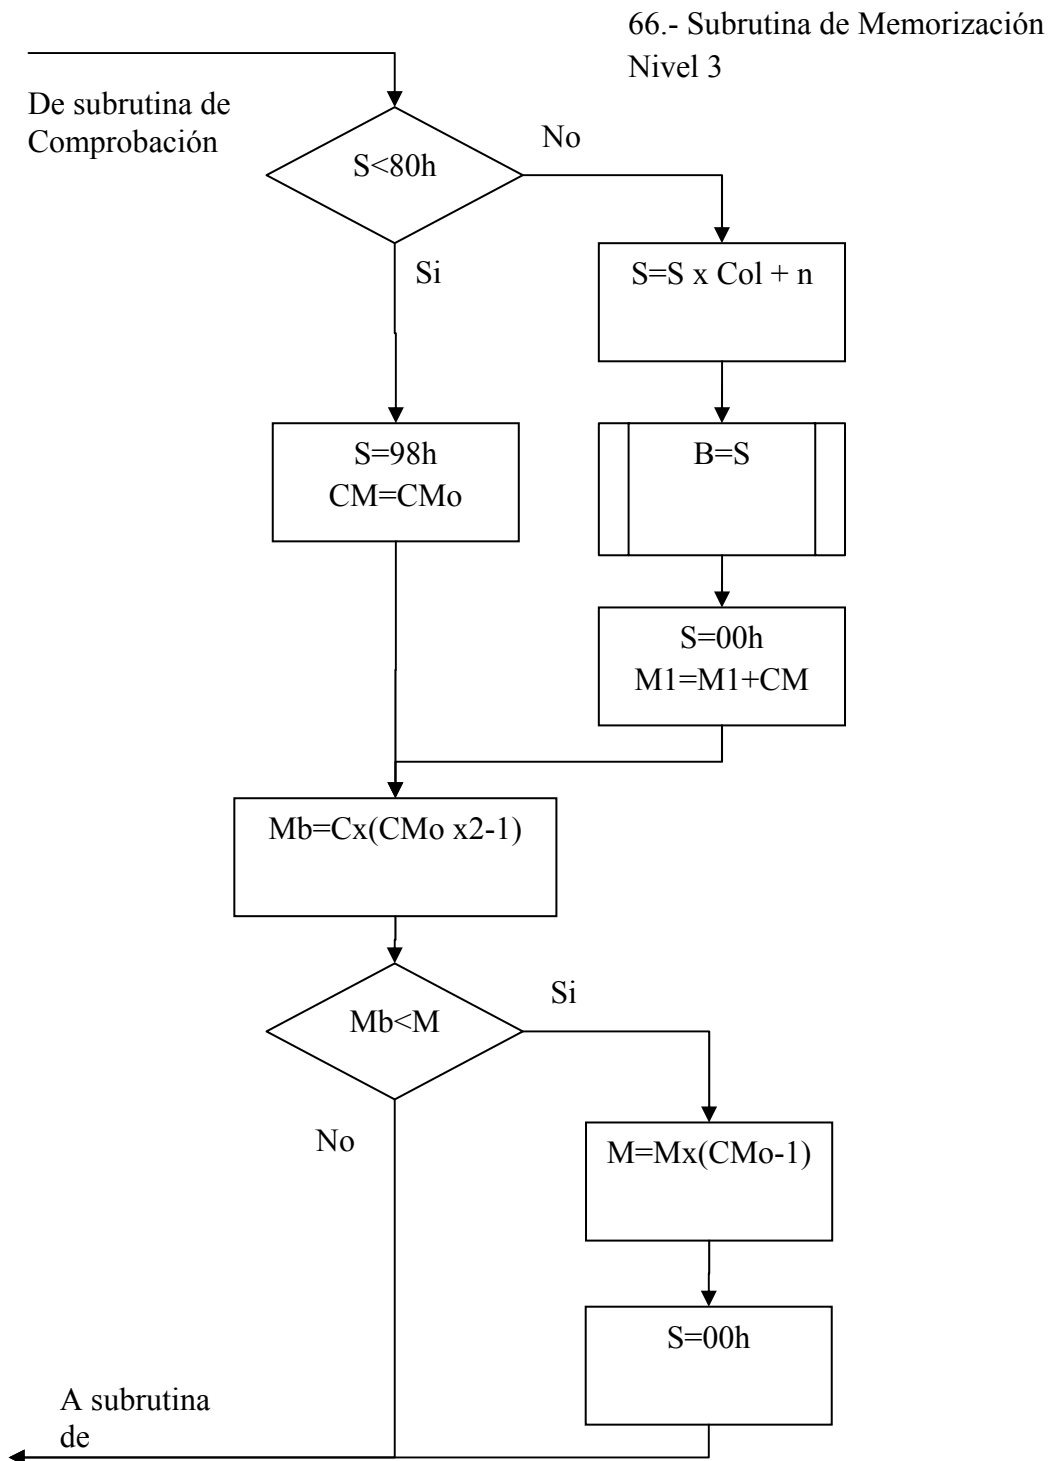 66.- Subrutina de Memorización
Nivel 3
De subrutina de
Comprobación
S<80h
No
Si
S=S x Col + n
S=98h
CM=CMo
B=S
S=00h
M1=M1+CM
Mb=Cx(CMo x2-1)
Mb<M
Si
No
M=Mx(CMo-1)
S=00h
A subrutina
de